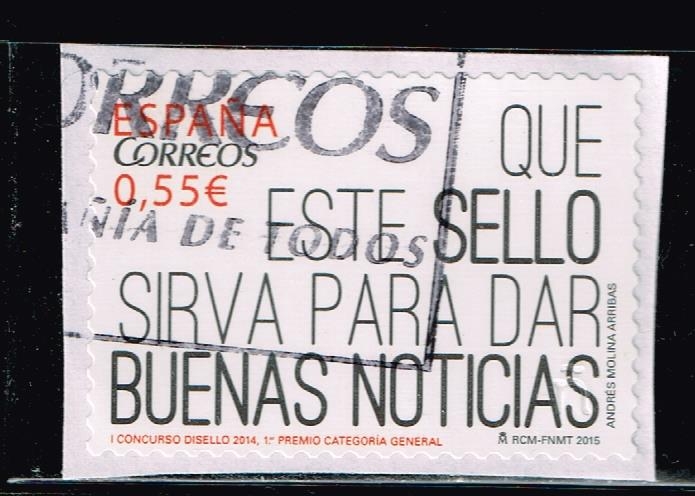 ORREOS
ESPAÑA
CORREOS
0,55€
ÑÍA DE TODOS
QUE
ESTE SELLO
SIRVA PARA DAR
BUENAS NOTICIAS
ANDRÉS MOLINA ARRIBAS
I CONCURSO DISELLO 2014, 1.er PREMIO CATEGORÍA GENERAL
RCM-FNMT 2015